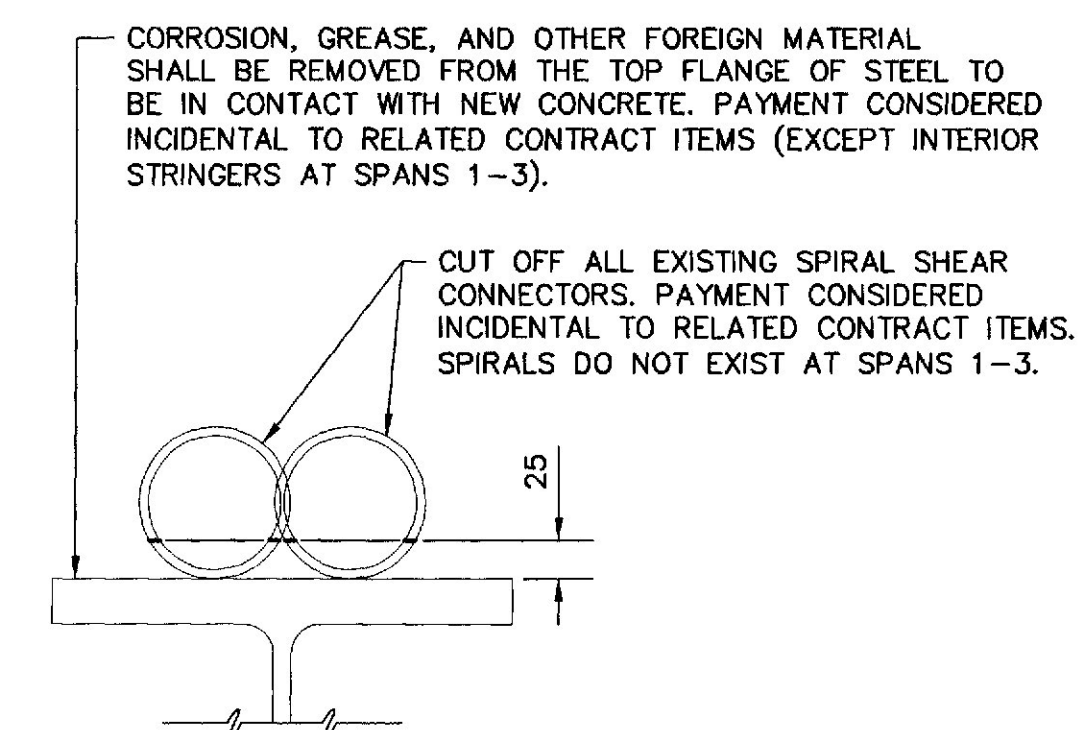 CORROSION, GREASE, AND OTHER FOREIGN MATERIAL
SHALL BE REMOVED FROM THE TOP FLANGE OF STEEL TO
BE IN CONTACT WITH NEW CONCRETE. PAYMENT CONSIDERED
INCIDENTAL TO RELATED CONTRACT ITEMS (EXCEPT INTERIOR
STRINGERS AT SPANS 1-3).
CUT OFF ALL EXISTING SPIRAL SHEAR
CONNECTORS. PAYMENT CONSIDERED
INCIDENTAL TO RELATED CONTRACT ITEMS.
SPIRALS DO NOT EXIST AT SPANS 1-3.
25